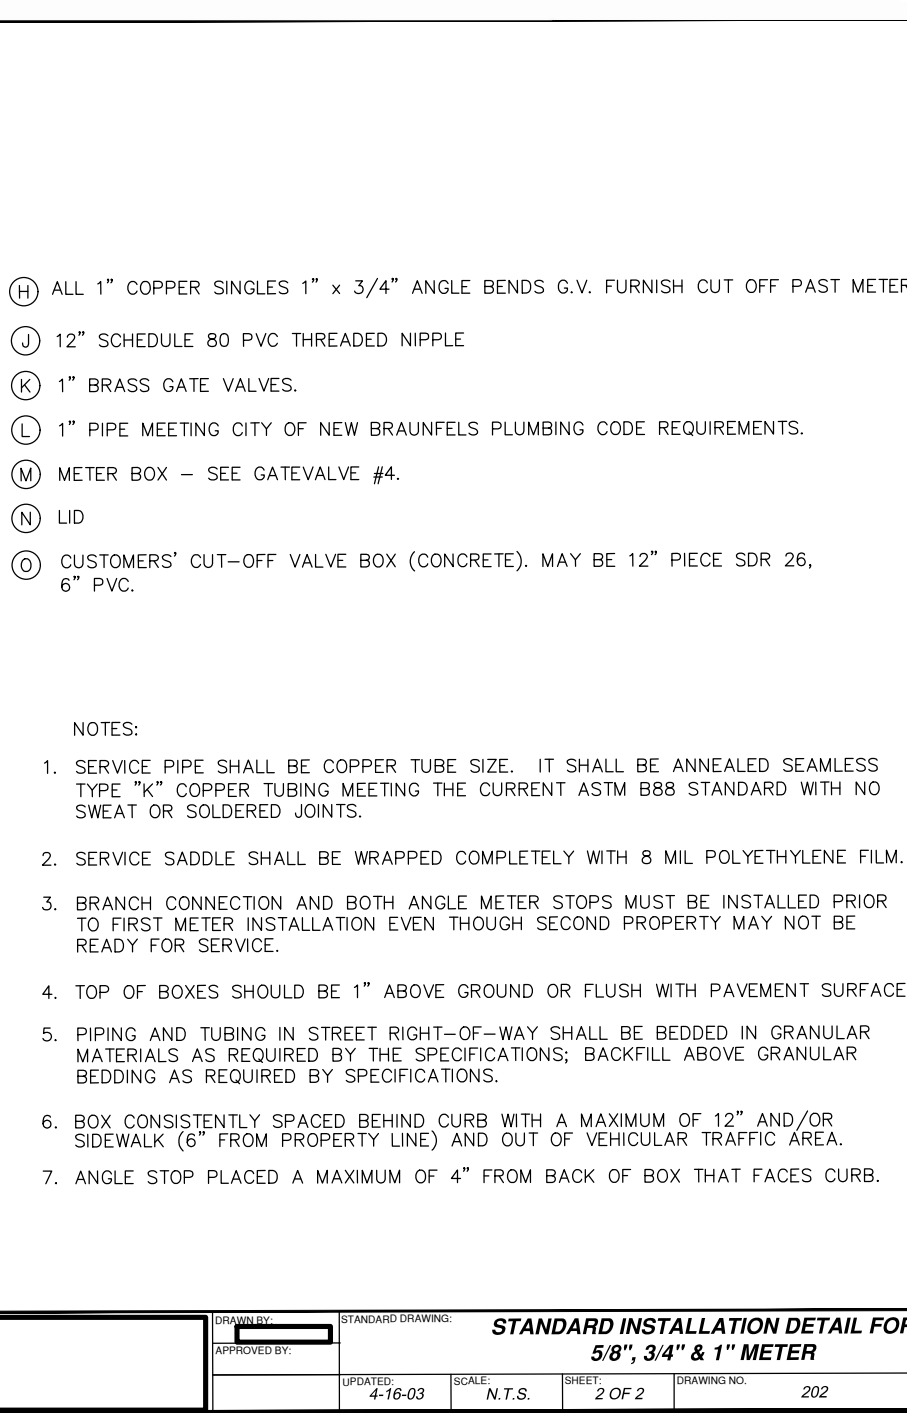 H ALL 1” COPPER SINGLES 1” x 3/4” ANGLE BENDS G.V. FURNISH CUT OFF PAST METER
J 12” SCHEDULE 80 PVC THREADED NIPPLE
K 1” BRASS GATE VALVES.
L 1” PIPE MEETING CITY OF NEW BRAUNFELS PLUMBING CODE REQUIREMENTS.
M METER BOX – SEE GATEVALVE #4.
N LID
O CUSTOMERS’ CUT–OFF VALVE BOX (CONCRETE). MAY BE 12” PIECE SDR 26,
6” PVC.
NOTES:
1. SERVICE PIPE SHALL BE COPPER TUBE SIZE. IT SHALL BE ANNEALED SEAMLESS
TYPE ”K” COPPER TUBING MEETING THE CURRENT ASTM B88 STANDARD WITH NO
SWEAT OR SOLDERED JOINTS.
2. SERVICE SADDLE SHALL BE WRAPPED COMPLETELY WITH 8 MIL POLYETHYLENE FILM.
3. BRANCH CONNECTION AND BOTH ANGLE METER STOPS MUST BE INSTALLED PRIOR
TO FIRST METER INSTALLATION EVEN THOUGH SECOND PROPERTY MAY NOT BE
READY FOR SERVICE.
4. TOP OF BOXES SHOULD BE 1” ABOVE GROUND OR FLUSH WITH PAVEMENT SURFACE
5. PIPING AND TUBING IN STREET RIGHT–OF–WAY SHALL BE BEDDED IN GRANULAR
MATERIALS AS REQUIRED BY THE SPECIFICATIONS; BACKFILL ABOVE GRANULAR
BEDDING AS REQUIRED BY SPECIFICATIONS.
6. BOX CONSISTENTLY SPACED BEHIND CURB WITH A MAXIMUM OF 12” AND/OR
SIDEWALK (6” FROM PROPERTY LINE) AND OUT OF VEHICULAR TRAFFIC AREA.
7. ANGLE STOP PLACED A MAXIMUM OF 4” FROM BACK OF BOX THAT FACES CURB.
DRAWN BY:
APPROVED BY:
STANDARD DRAWING:
STANDARD INSTALLATION DETAIL FOR
5/8", 3/4" & 1" METER
UPDATED:
4-16-03
SCALE:
N.T.S.
SHEET:
2 OF 2
DRAWING NO.
202